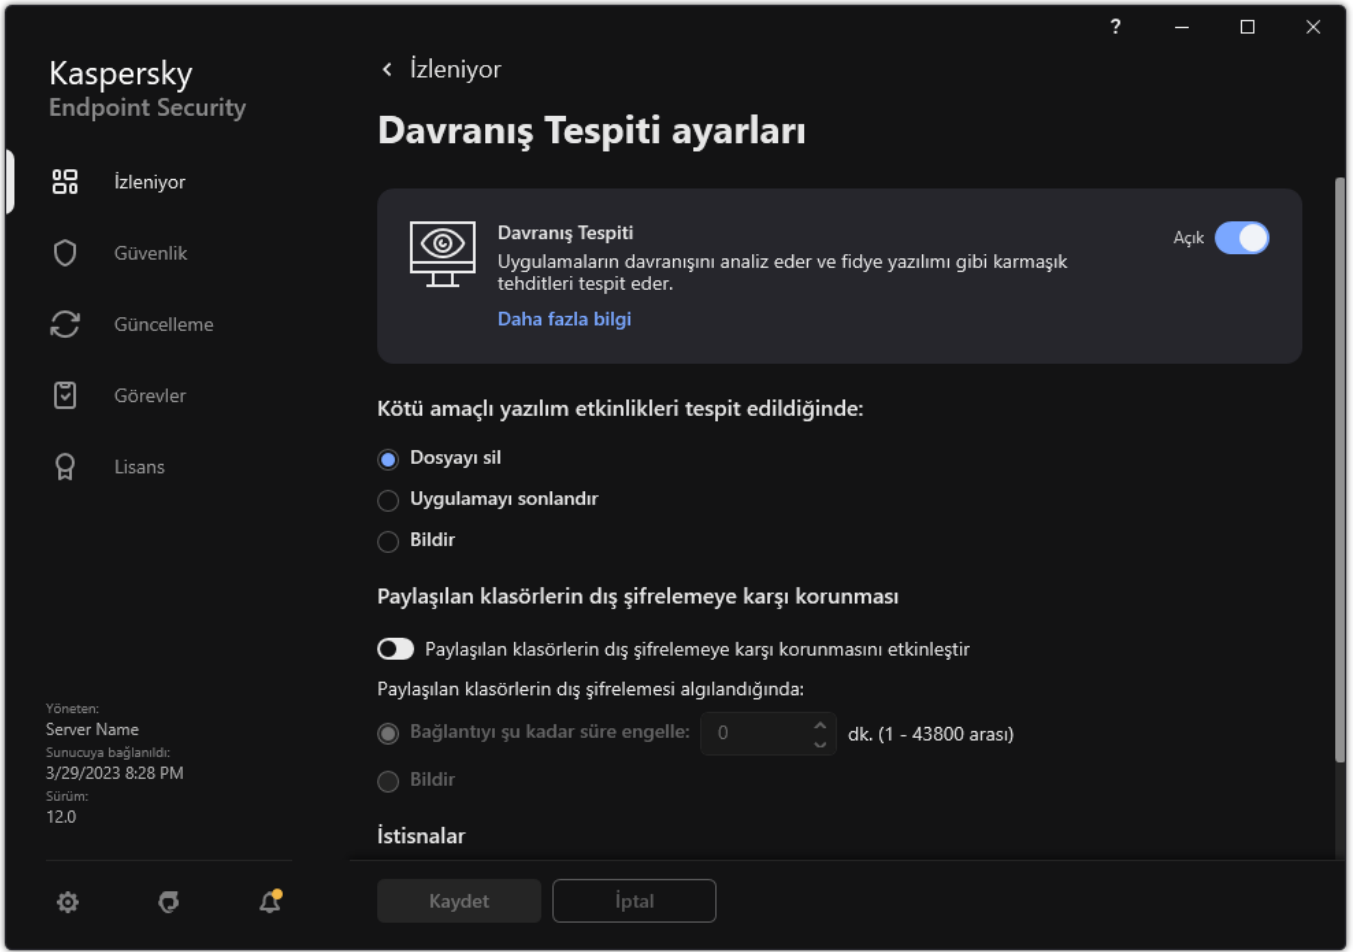 ?
Kaspersky
Endpoint Security
İzleniyor
Güvenlik
Güncelleme
Görevler
Lisans
Yöneten:
Server Name
Sunucuya bağlanıldı:
3/29/2023 8:28 PM
Sürüm:
12.0
İzleniyor
Davranış Tespiti ayarları
Davranış Tespiti
Uygulamaların davranışını analiz eder ve fidye yazılımı gibi karmaşık
tehditleri tespit eder.
Daha fazla bilgi
Açık
Kötü amaçlı yazılım etkinlikleri tespit edildiğinde:
Dosyayı sil
Uygulamayı sonlandır
Bildir
Paylaşılan klasörlerin dış şifrelemeye karşı korunması
Paylaşılan klasörlerin dış şifrelemeye karşı korunmasını etkinleştir
Paylaşılan klasörlerin dış şifrelemesi algılandığında:
Bağlantıyı şu kadar süre engelle: 0 dk. (1 - 43800 arası)
Bildir
İstisnalar
Kaydet
İptal